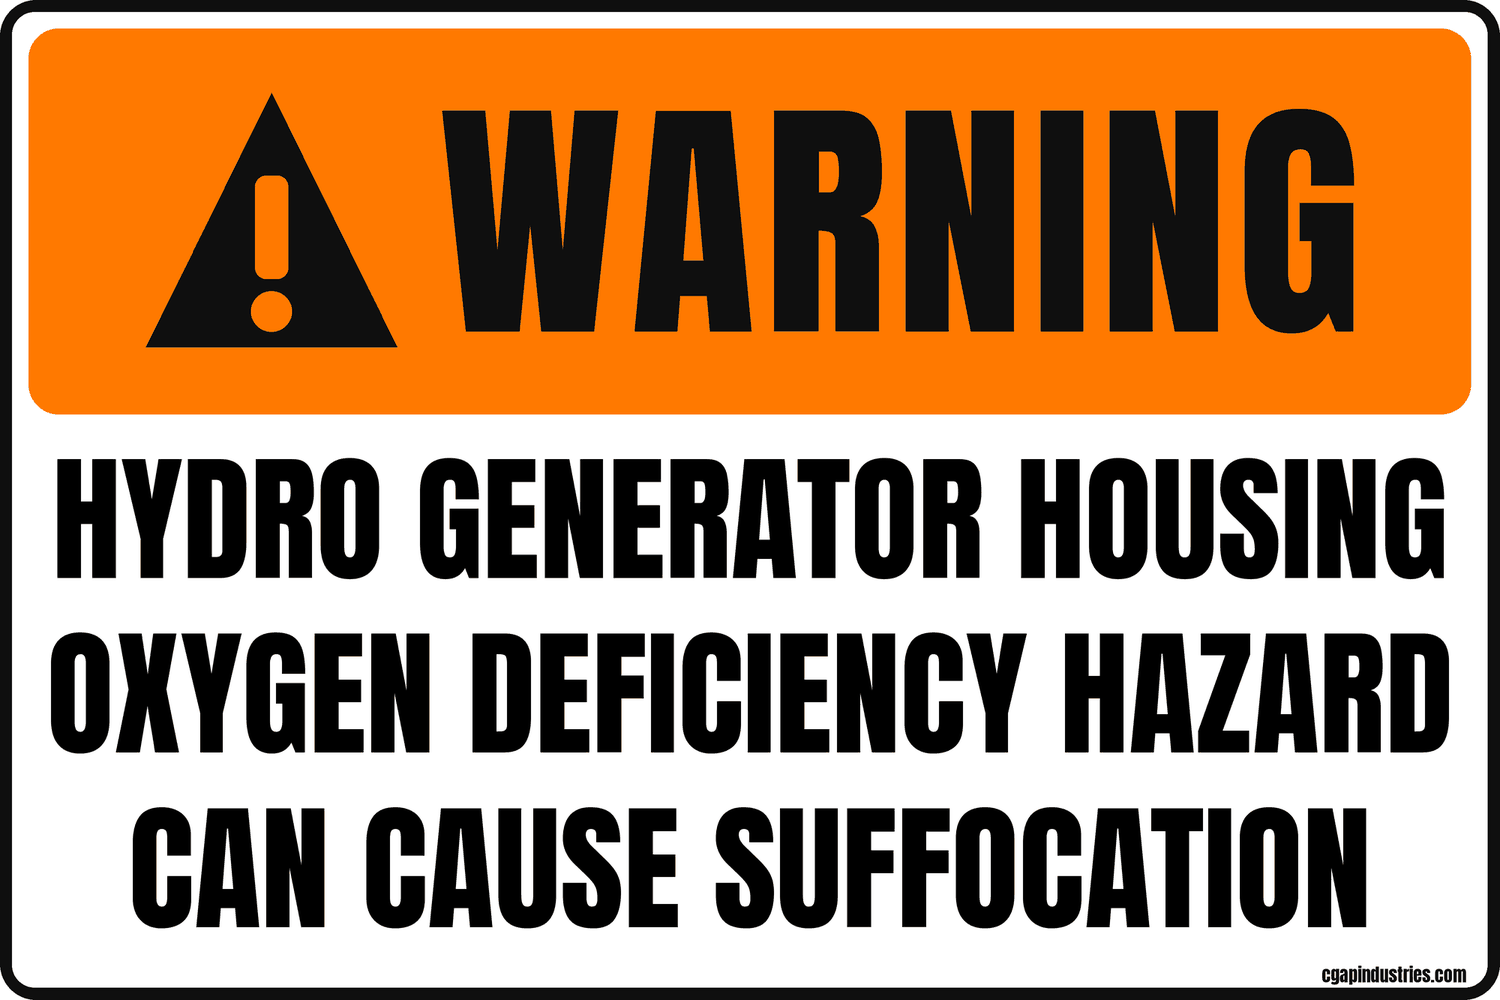 WARNING
HYDRO GENERATOR HOUSING
OXYGEN DEFICIENCY HAZARD
CAN CAUSE SUFFOCATION
cgapindustries.com